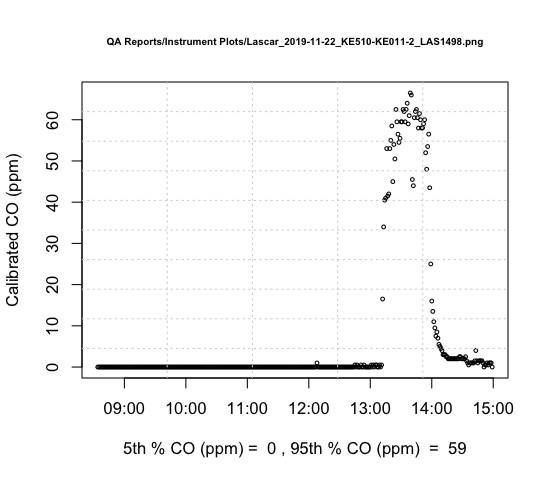 QA Reports/Instrument Plots/Lascar_2019-11-22_KE510-KE011-2_LAS1498.png
Calibrated CO (ppm)
60
50
40
30
20
10
0
09:00 10:00 11:00 12:00 13:00 14:00 15:00
5th % CO (ppm) = 0 , 95th % CO (ppm) = 59